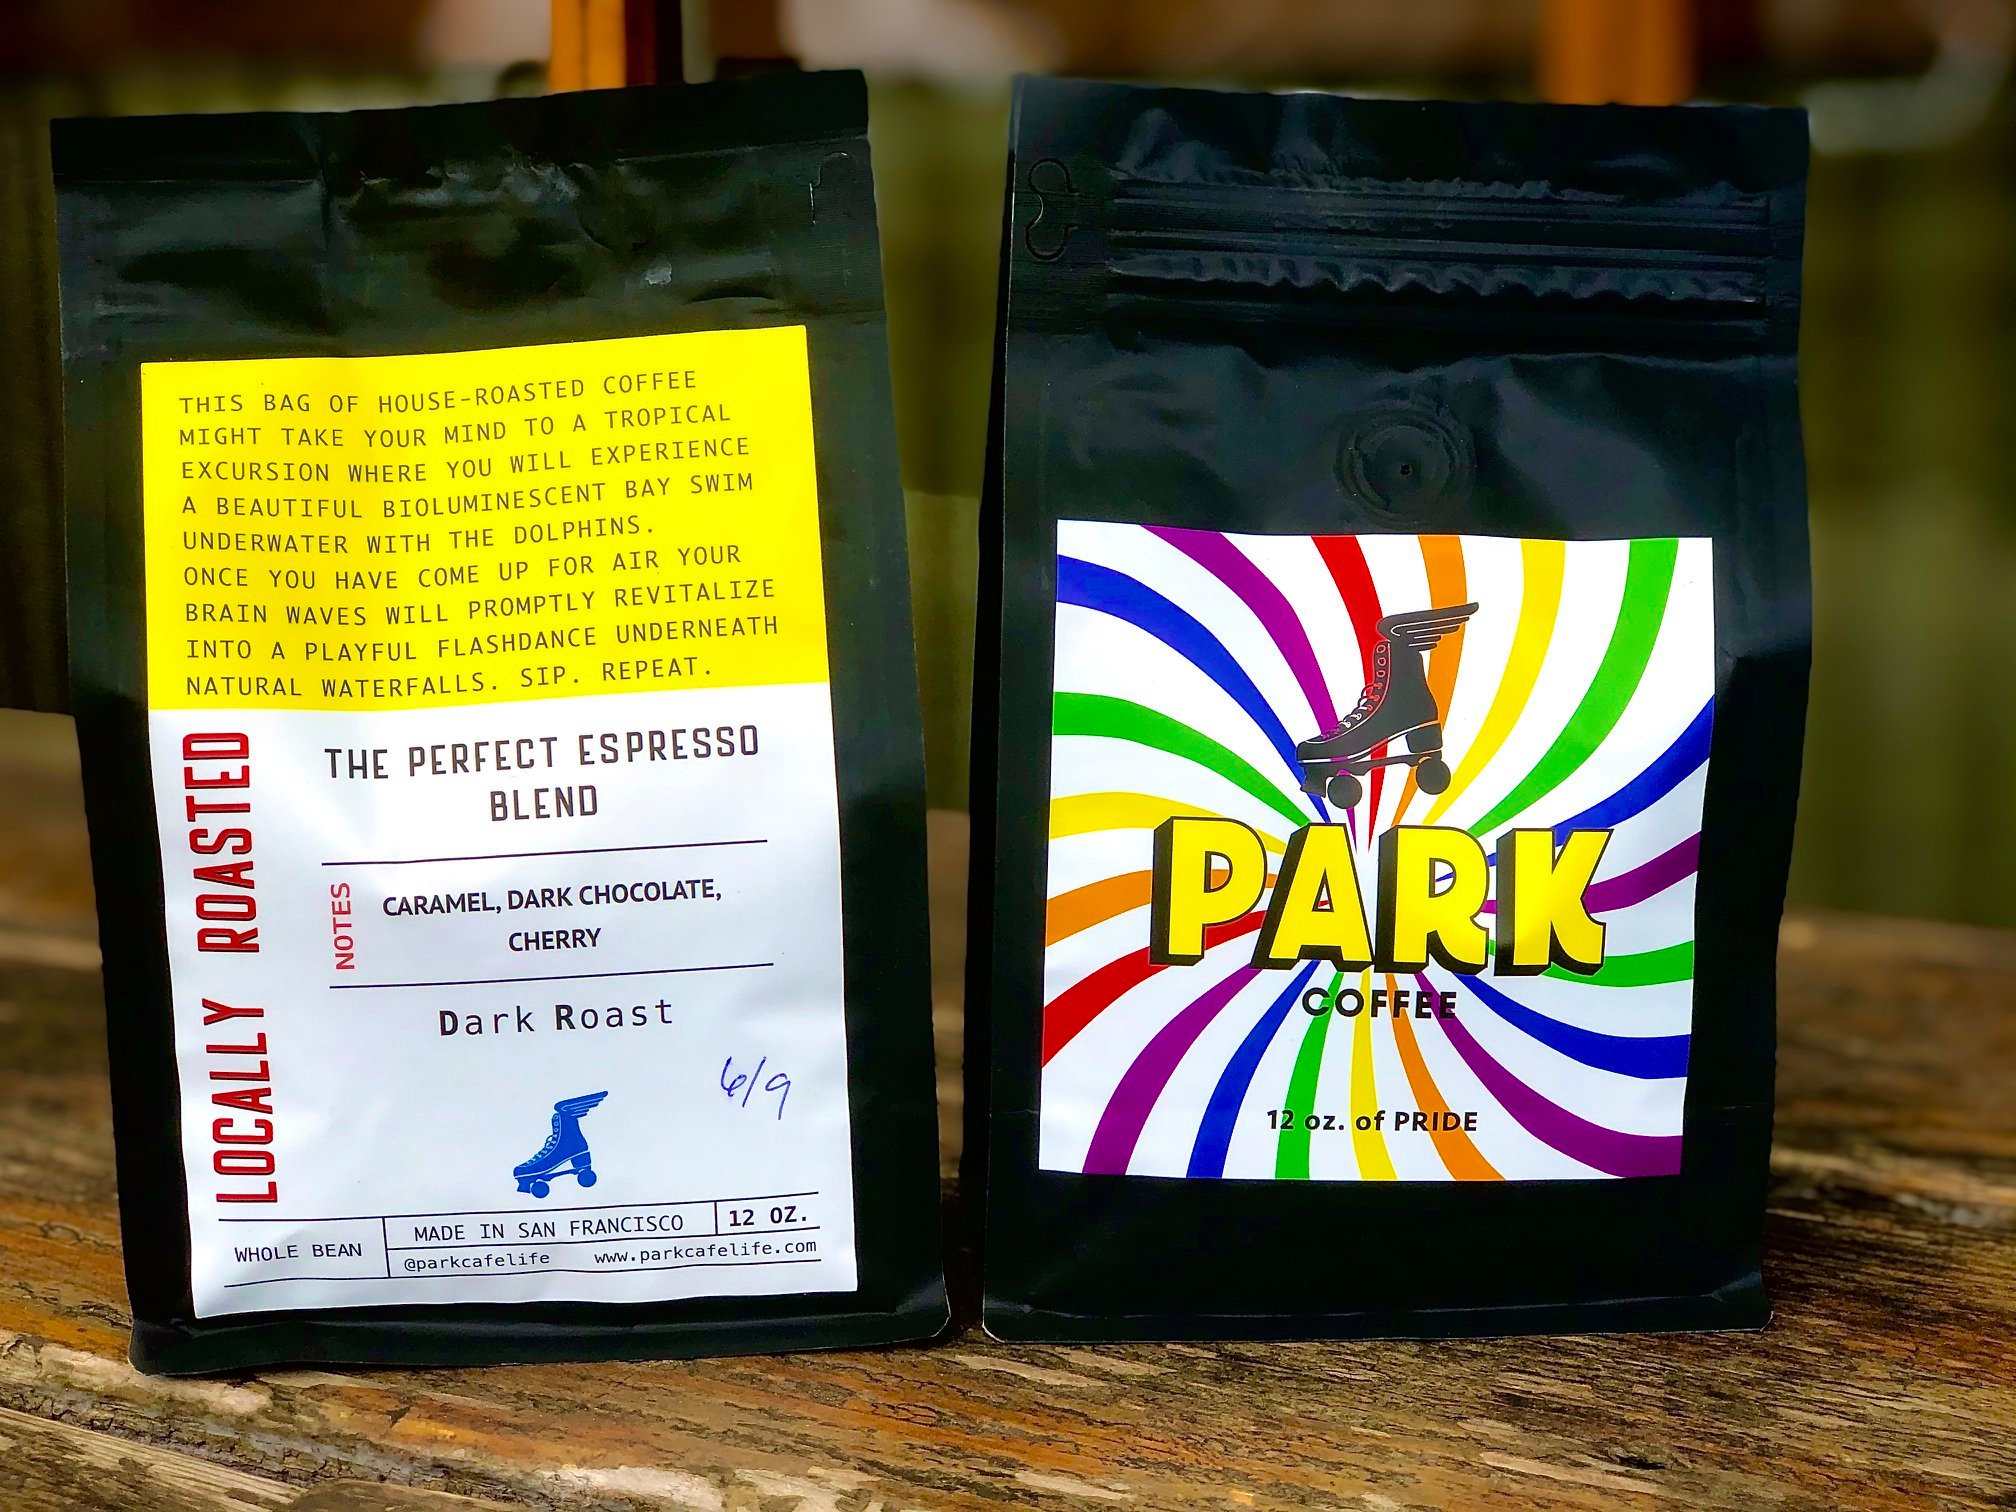 THIS BAG OF HOUSE-ROASTED COFFEE
MIGHT TAKE YOUR MIND TO A TROPICAL
EXCURSION WHERE YOU WILL EXPERIENCE
A BEAUTIFUL BIOLUMINESCENT BAY SWIM
UNDERWATER WITH THE DOLPHINS.
ONCE YOU HAVE COME UP FOR AIR YOUR
BRAIN WAVES WILL PROMPTLY REVITALIZE
INTO A PLAYFUL FLASHDANCE UNDERNEATH
NATURAL WATERFALLS. SIP. REPEAT.
LOCALLY ROASTED
THE PERFECT ESPRESSO
BLEND
NOTES
CARAMEL, DARK CHOCOLATE,
CHERRY
Dark Roast
6/9
WHOLE BEAN
MADE IN SAN FRANCISCO
12 OZ.
@parkcafelife www.parkcafelife.com
PARK
COFFEE
12 oz. of PRIDE